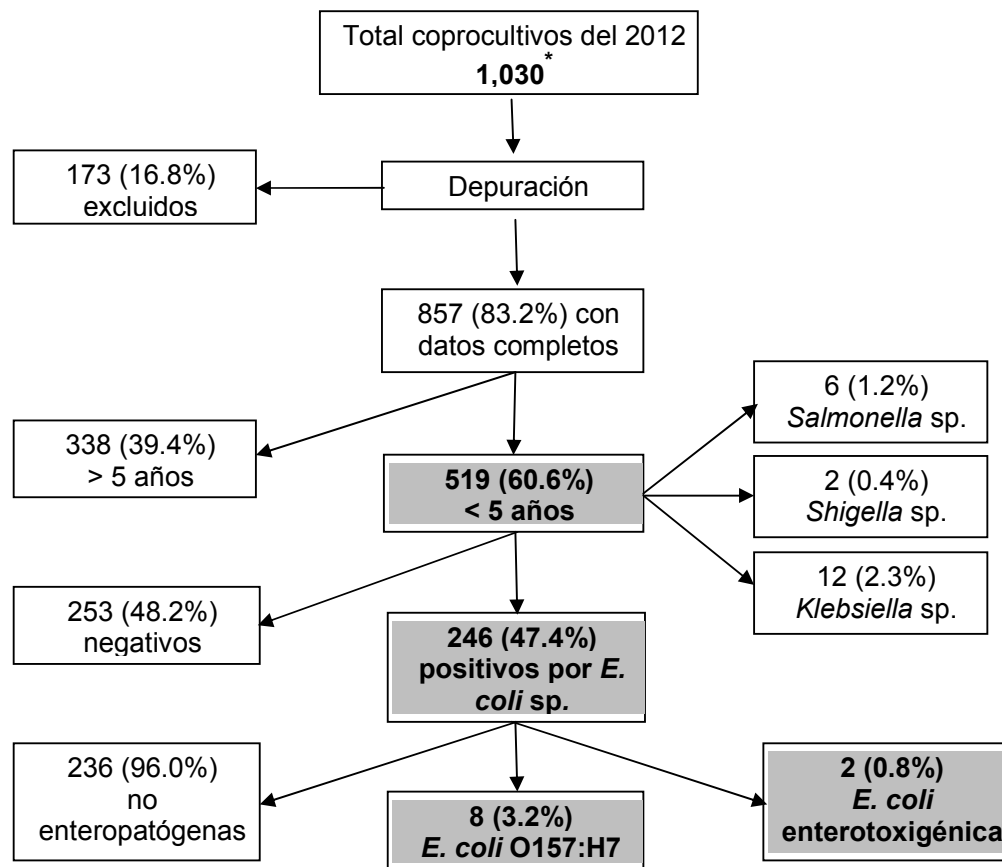 Total coprocultivos del 2012
1,030*
173 (16.8%)
excluidos
Depuración
857 (83.2%) con
datos completos
6 (1.2%)
Salmonella sp.
338 (39.4%)
> 5 años
519 (60.6%)
< 5 años
2 (0.4%)
Shigella sp.
12 (2.3%)
Klebsiella sp.
253 (48.2%)
negativos
246 (47.4%)
positivos por E.
coli sp.
236 (96.0%)
no
enteropatógenas
8 (3.2%)
E. coli O157:H7
2 (0.8%)
E. coli
enterotoxigénica